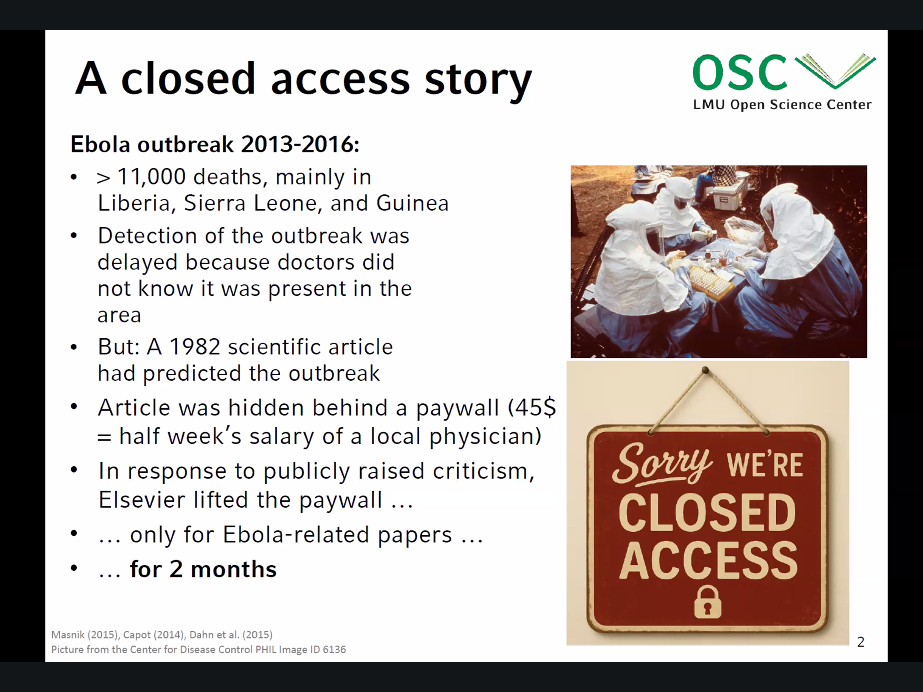 A closed access story
OSC
LMU Open Science Center
Ebola outbreak 2013-2016:
• > 11,000 deaths, mainly in
Liberia, Sierra Leone, and Guinea
• Detection of the outbreak was
delayed because doctors did
not know it was present in the
area
• But: A 1982 scientific article
had predicted the outbreak
• Article was hidden behind a paywall (45$
= half week’s salary of a local physician)
• In response to publicly raised criticism,
Elsevier lifted the paywall …
• … only for Ebola-related papers …
• … for 2 months
Sorry WE'RE
CLOSED
ACCESS
Masnik (2015), Capot (2014), Dahn et al. (2015)
Picture from the Center for Disease Control PHIL Image ID 6136
2